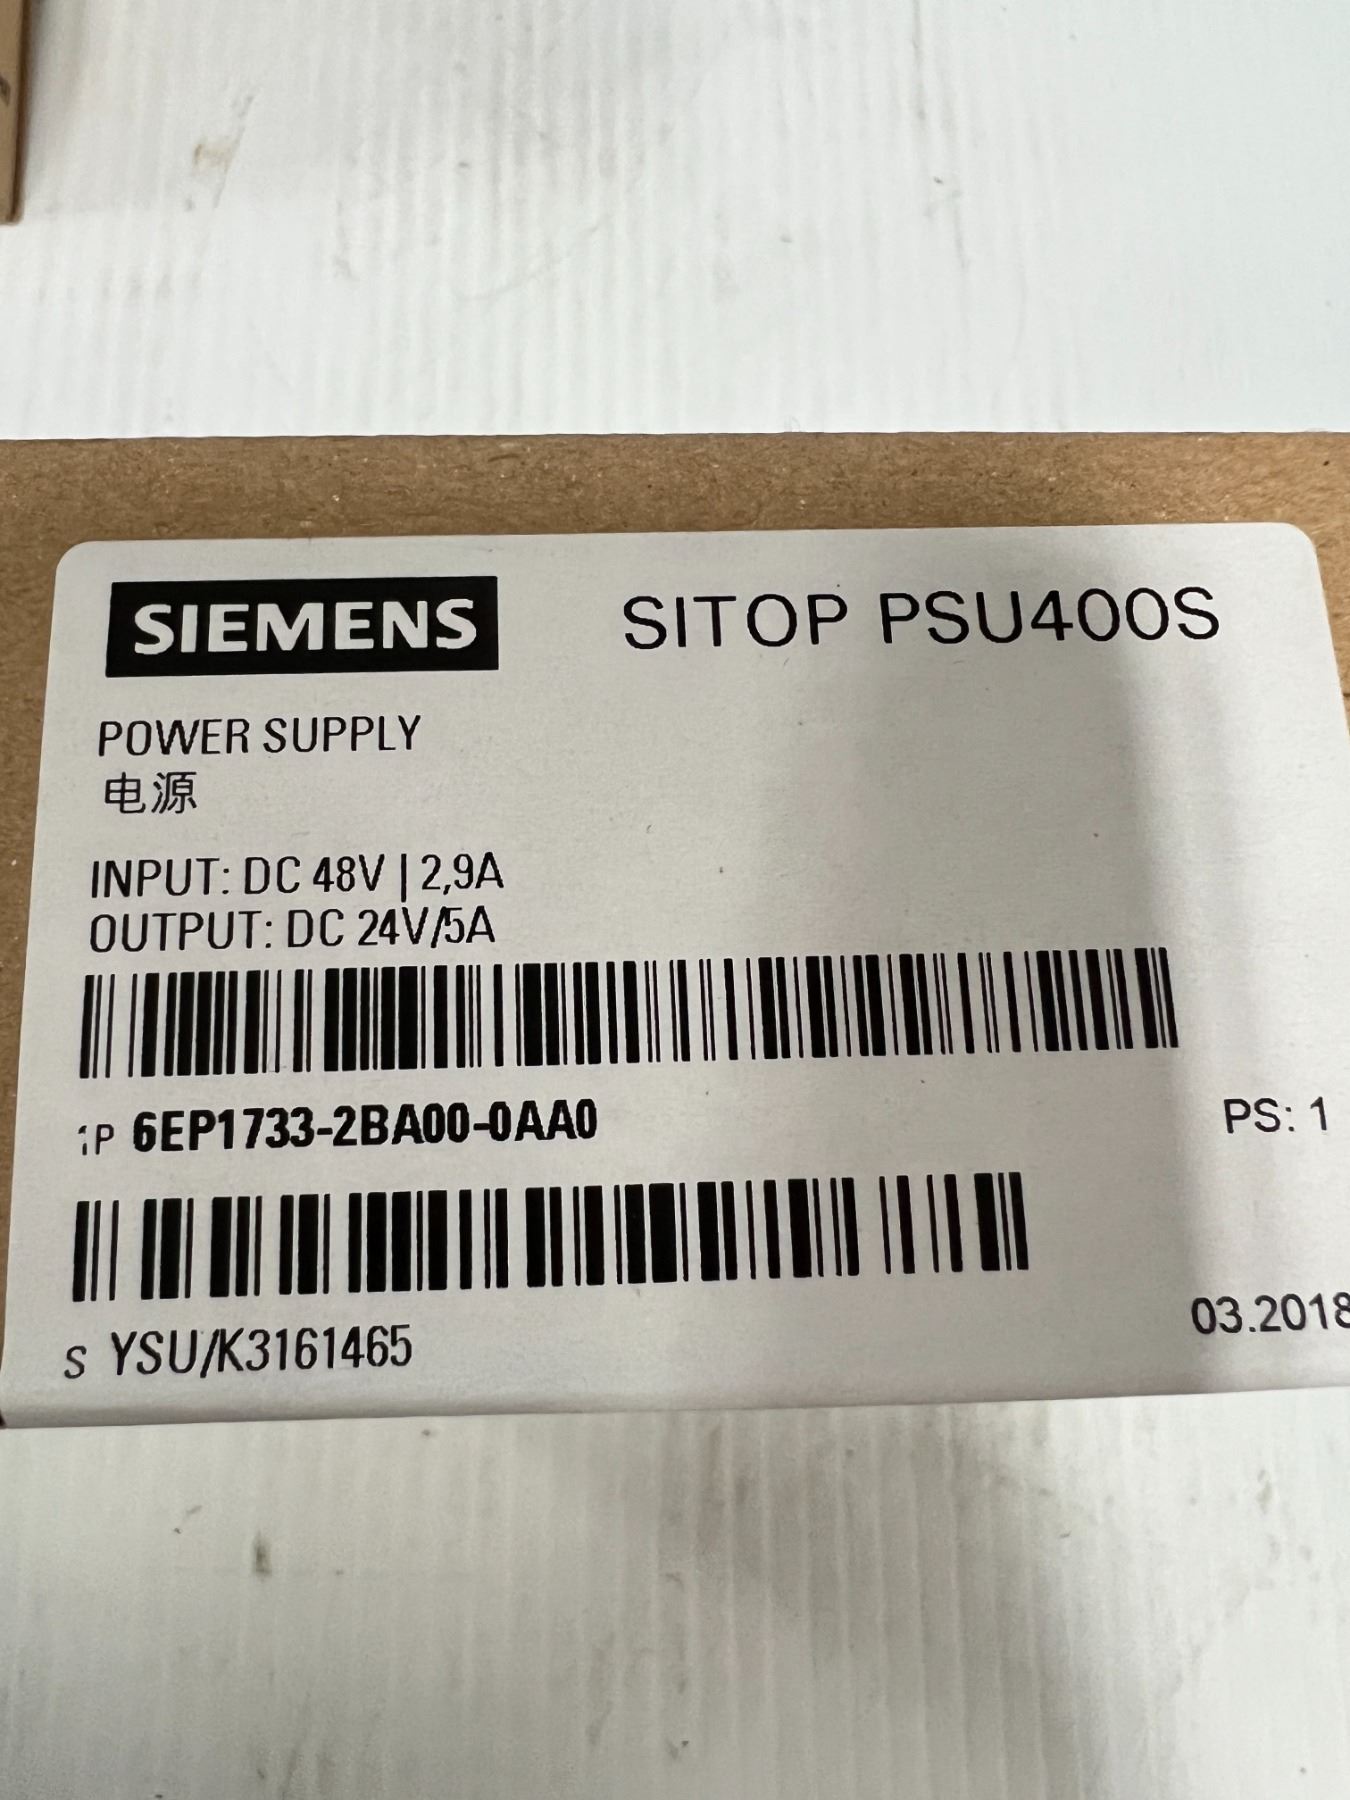 SIEMENS SITOP PSU400S
POWER SUPPLY
电源
INPUT: DC 48V | 2,9A
OUTPUT: DC 24V/5A
1P 6EP1733-2BA00-0AA0 PS: 1
03.2018
S YSU/K3161465